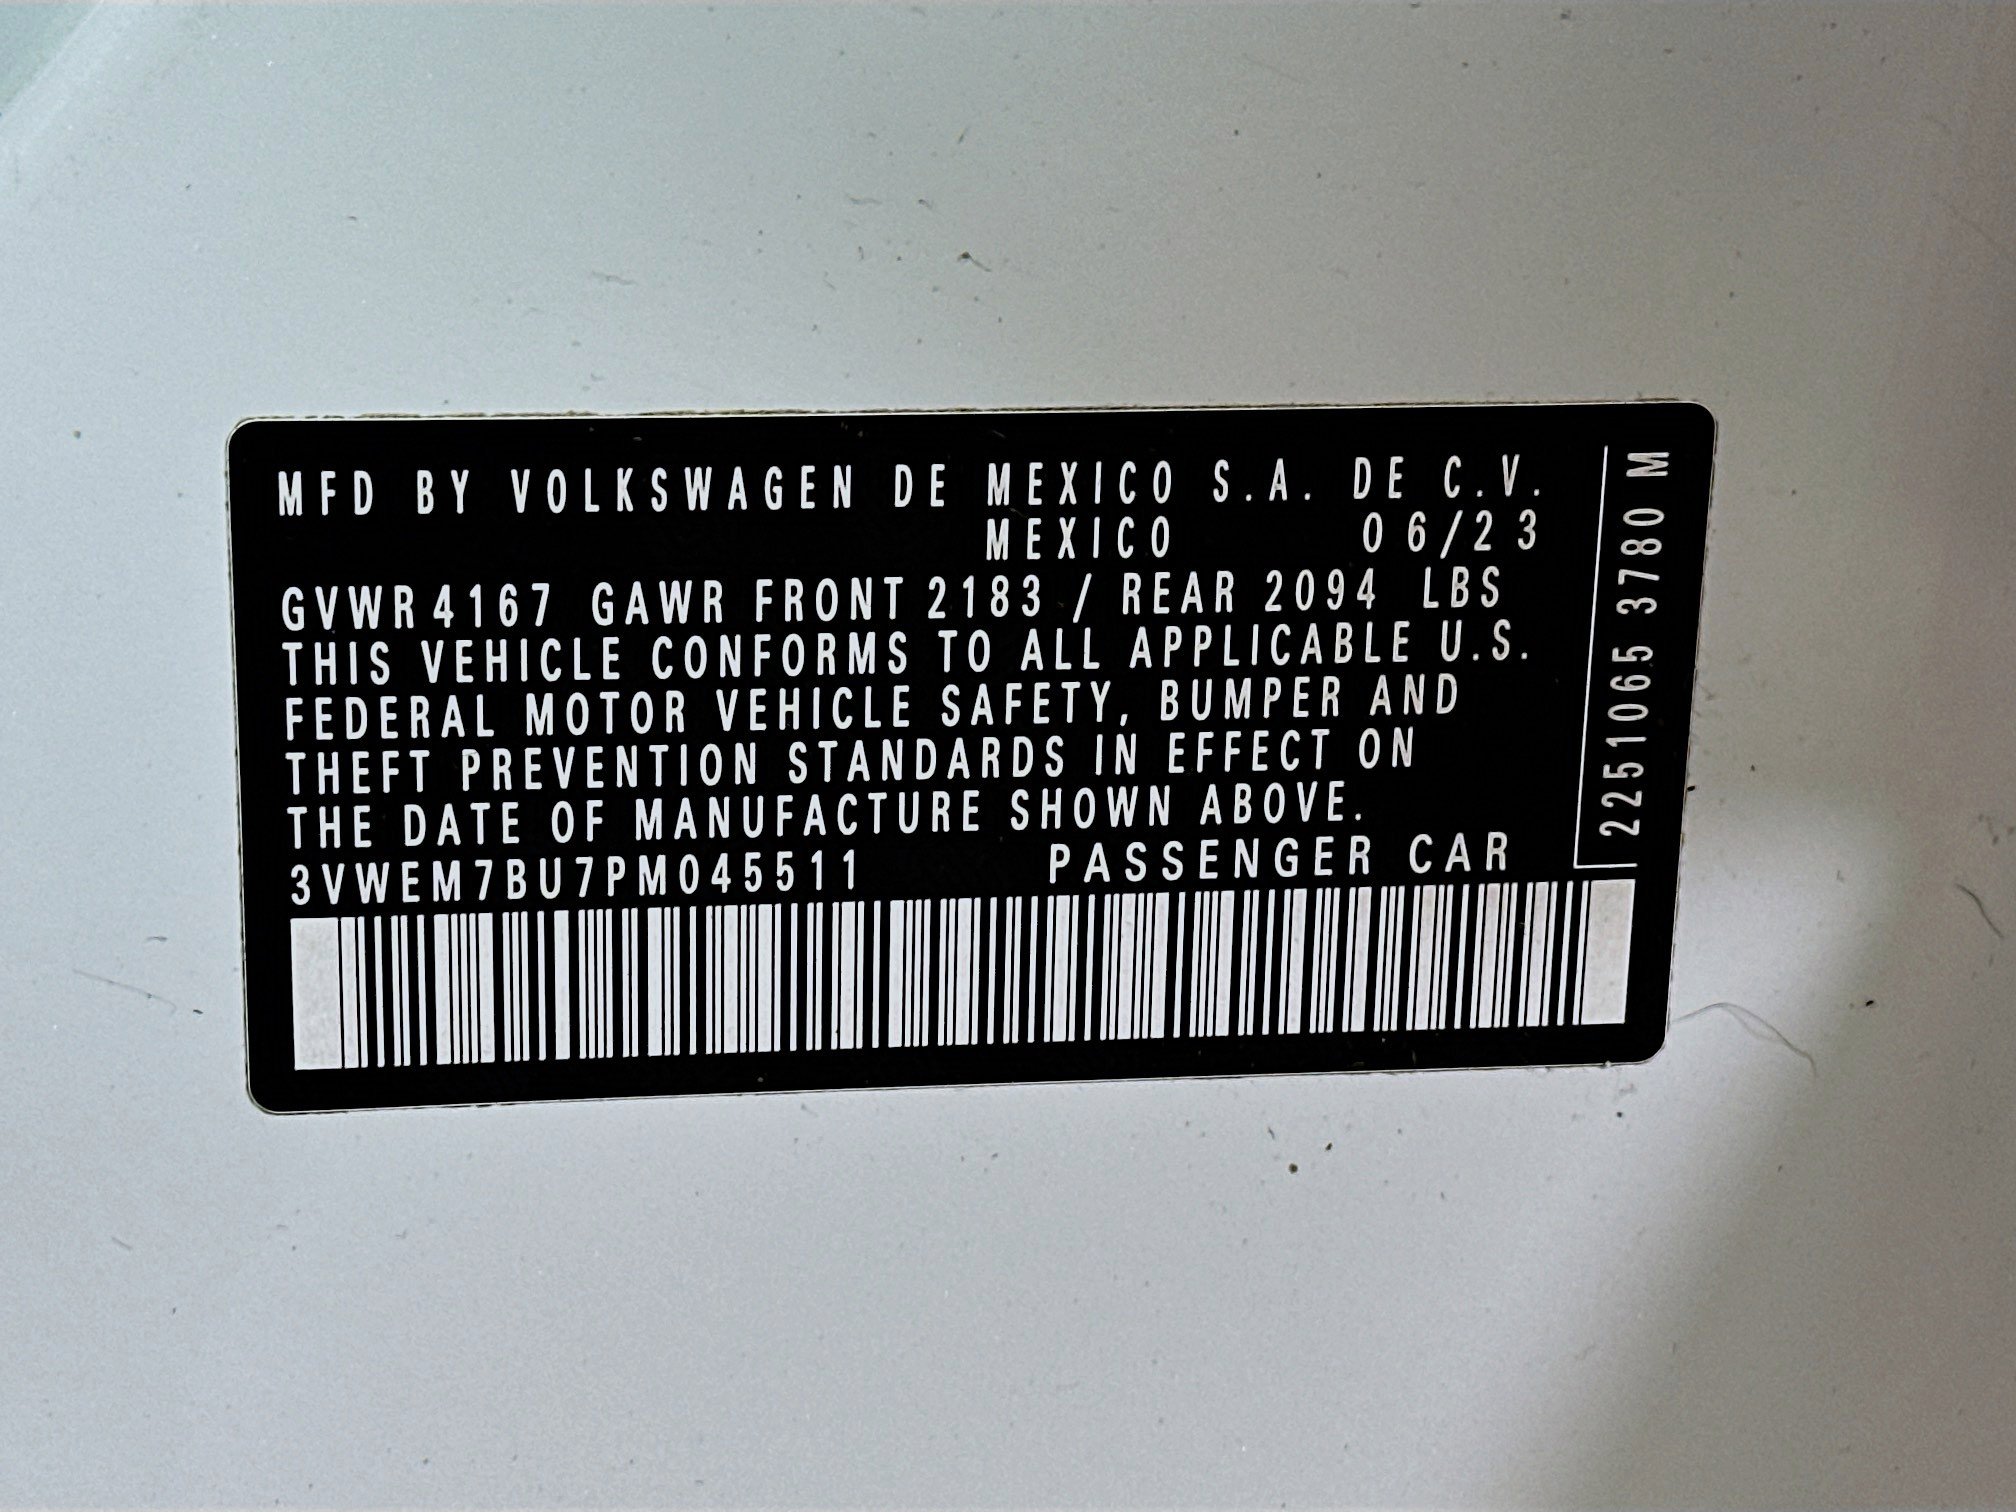 MFD BY VOLKSWAGEN DE MEXICO S.A. DE C.V.
MEXICO 06/23
GVWR 4167 GAWR FRONT 2183 / REAR 2094 LBS
THIS VEHICLE CONFORMS TO ALL APPLICABLE U.S.
FEDERAL MOTOR VEHICLE SAFETY, BUMPER AND
THEFT PREVENTION STANDARDS IN EFFECT ON
THE DATE OF MANUFACTURE SHOWN ABOVE.
3VWEM7BU7PM045511 PASSENGER CAR
22510653780 M